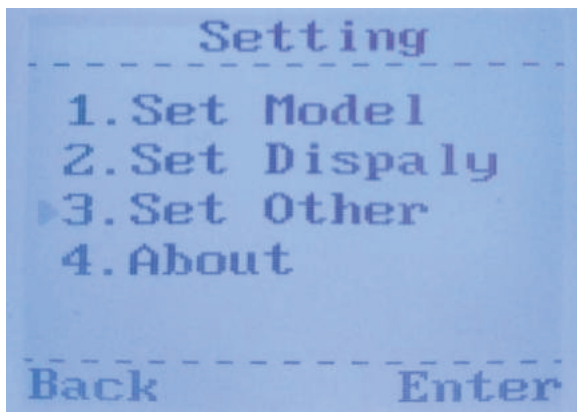 Setting
1.Set Model
2.Set Dispaly
3.Set Other
4.About
Back Enter